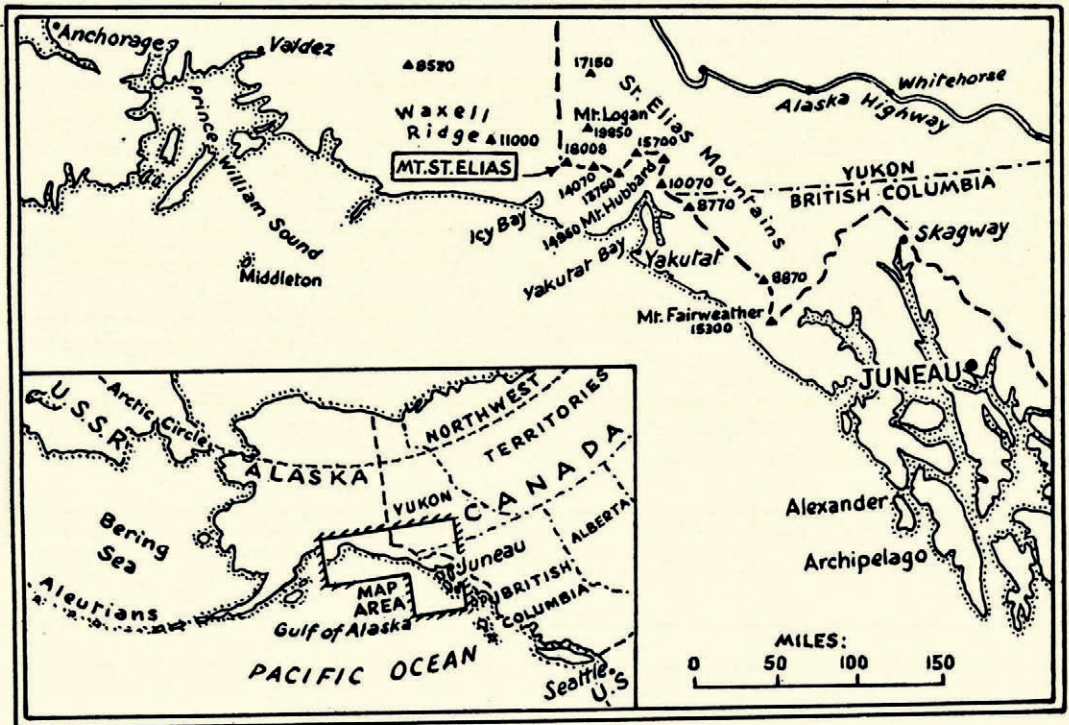 Anchorage
Valdez
Prince William Sound
Middleton
8520
Waxell
Ridge
11000
MT. ST. ELIAS
18008
17150
Mt. Logan
19850
St. Elias Mountains
15700
14070
13760
14950 Mt. Hubbard
10070
8770
Icy Bay
Yakutat Bay
Yakutat
8870
Mt. Fairweather
15300
Whitehorse
Alaska Highway
YUKON
BRITISH COLUMBIA
Skagway
JUNEAU
Alexander
Archipelago
MILES:
0 50 100 150
U.S.S.R.
Arctic Circle
ALASKA
NORTHWEST
TERRITORIES
YUKON
CANADA
ALBERTA
Bering
Sea
Juneau
BRITISH
COLUMBIA
MAP
AREA
Aleutians
Gulf of Alaska
PACIFIC OCEAN
Seattle
U.S